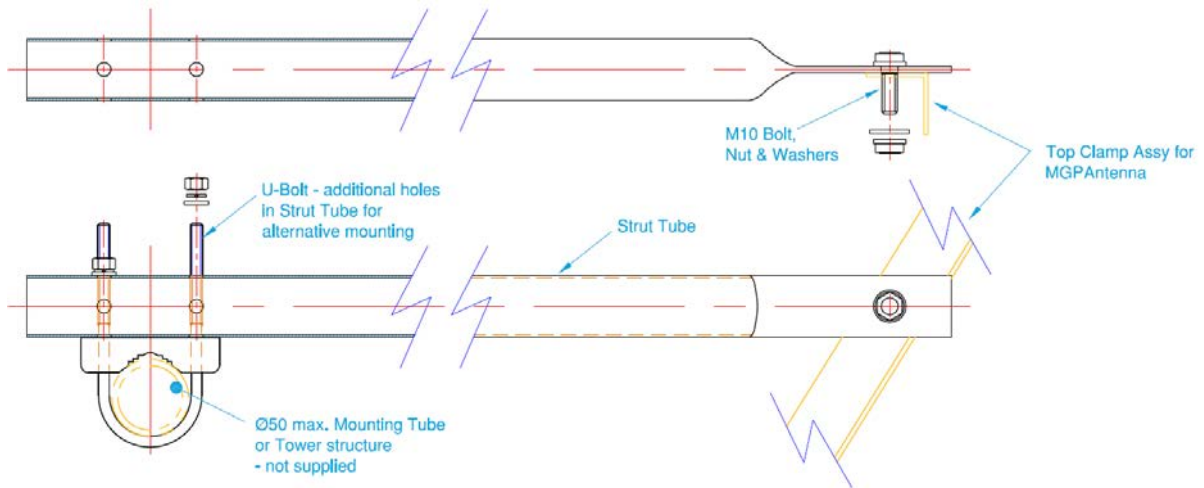 M10 Bolt,
Nut & Washers
Top Clamp Assy for
MGPAntenna
U-Bolt - additional holes
in Strut Tube for
alternative mounting
Strut Tube
Ø50 max. Mounting Tube
or Tower structure
- not supplied